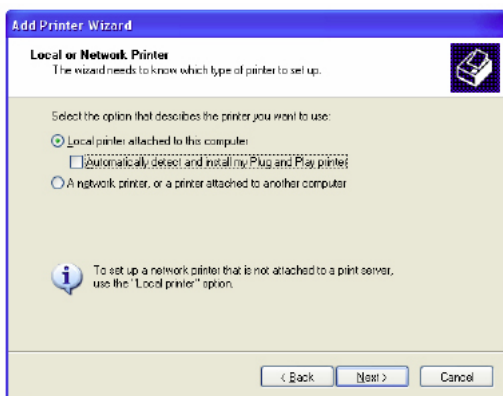 Add Printer Wizard
Local or Network Printer
The wizard needs to know which type of printer to set up.
Select the option that describes the printer you want to use:
Local printer attached to this computer
Automatically detect and install my Plug and Play printer
A network printer, or a printer attached to another computer
To set up a network printer that is not attached to a print server,
use the "Local printer" option.
< Back
Next >
Cancel